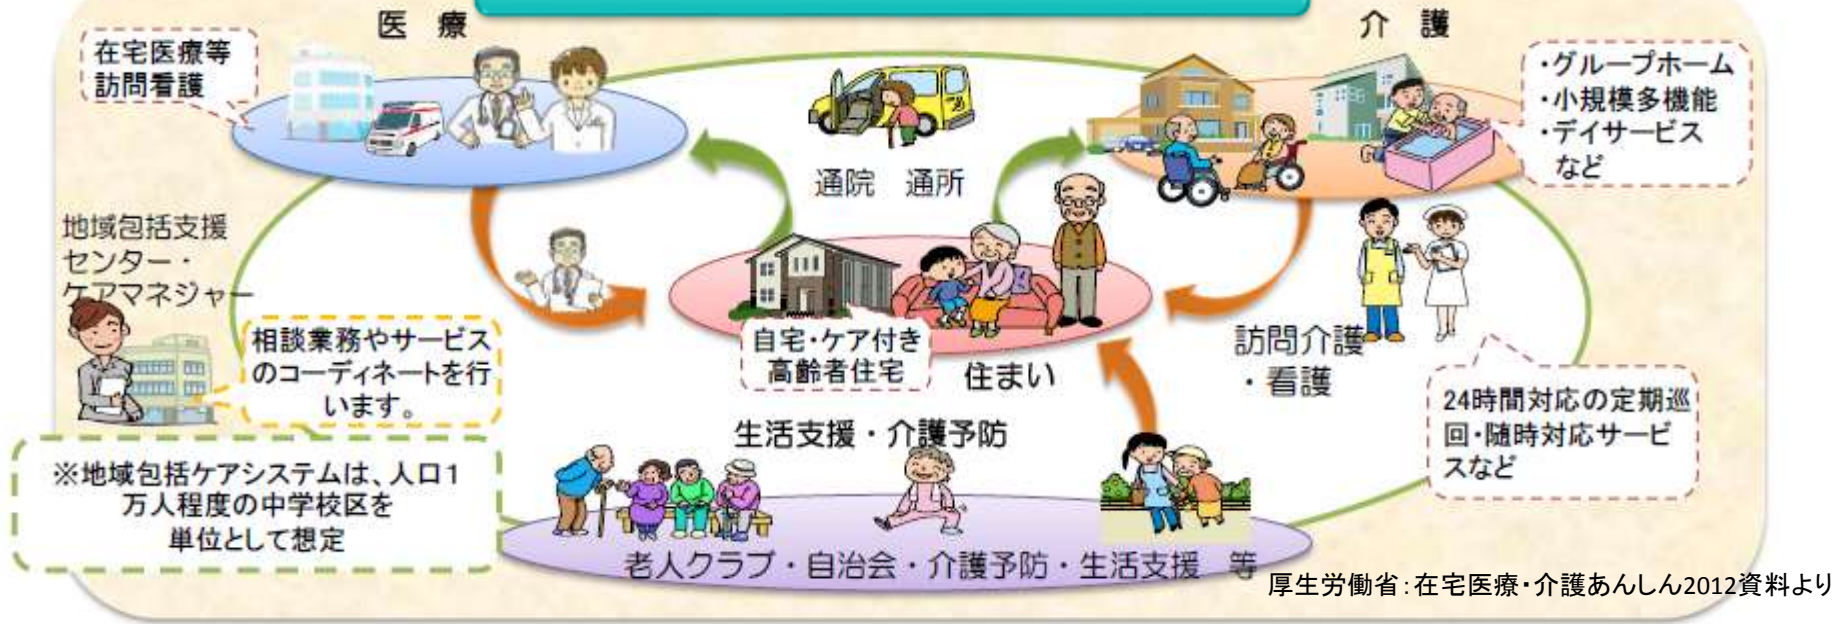 医 療
介 護
在宅医療等
訪問看護
・グループホーム
・小規模多機能
・デイサービス
など
通院 通所
地域包括支援
センター・
ケアマネジャー
相談業務やサービス
のコーディネートを行
います。
自宅・ケア付き
高齢者住宅
住まい
訪問介護
・看護
24時間対応の定期巡
回・随時対応サービ
スなど
生活支援・介護予防
※地域包括ケアシステムは、人口1
万人程度の中学校区を
単位として想定
老人クラブ・自治会・介護予防・生活支援 等
厚生労働省：在宅医療・介護あんしん2012資料より